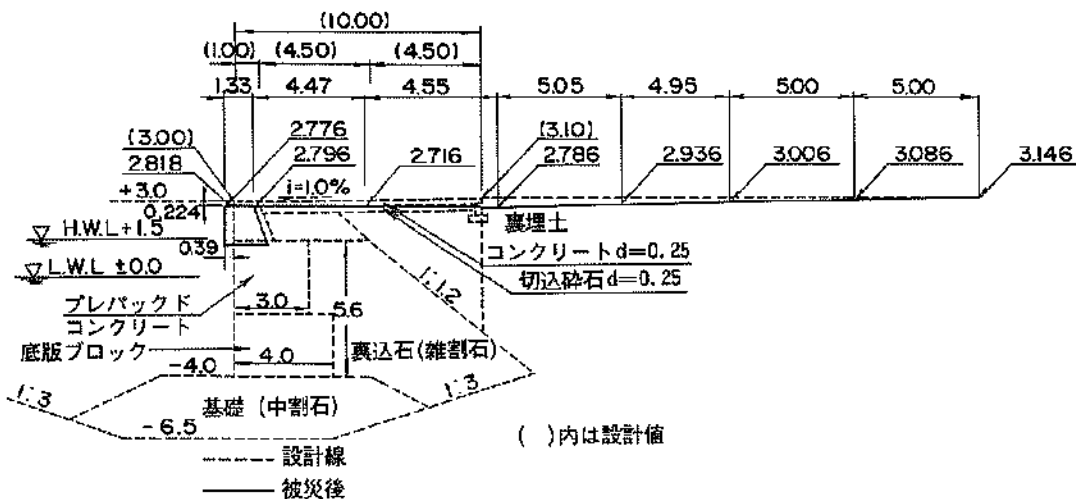 (10.00)
(1.00) (4.50) (4.50)
1.33 4.47 4.55 5.05 4.95 5.00 5.00
(3.00) 2.776 (3.10)
2.818 2.796 2.716 2.786 2.936 3.006 3.086 3.146
+3.0 i=1.0%
0.224 裏埋土
H.W.L+1.5
0.39 コンクリートd=0.25
L.W.L ±0.0 切込砕石d=0.25
1:1.2
プレパックド 3.0
コンクリート 5.6
底版ブロック 裏込石(雑割石)
-4.0 4.0
1:3 1:3
基礎(中割石)
-6.5
( )内は設計値
設計線
被災後